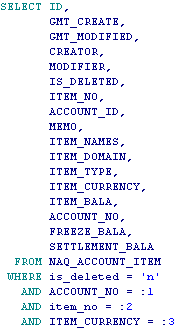 SELECT ID,
GMT_CREATE,
GMT_MODIFIED,
CREATOR,
MODIFIER,
IS_DELETED,
ITEM_NO,
ACCOUNT_ID,
MEMO,
ITEM_NAMES,
ITEM_DOMAIN,
ITEM_TYPE,
ITEM_CURRENCY,
ITEM_BALA,
ACCOUNT_NO,
FREEZE_BALA,
SETTLEMENT_BALA
FROM NAQ_ACCOUNT_ITEM
WHERE is_deleted = 'n'
AND ACCOUNT_NO = :1
AND item_no = :2
AND ITEM_CURRENCY = :3